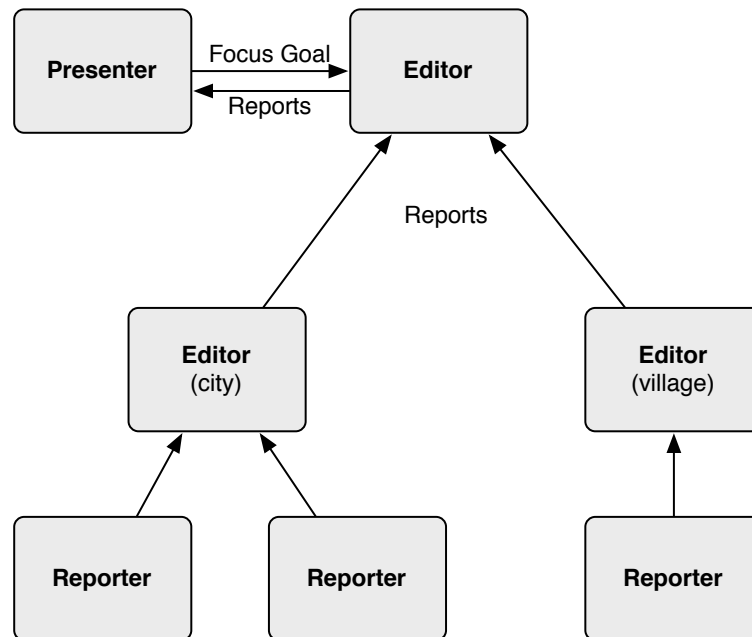 Presenter
Focus Goal
Editor
Reports
Reports
Editor
(city)
Editor
(village)
Reporter
Reporter
Reporter